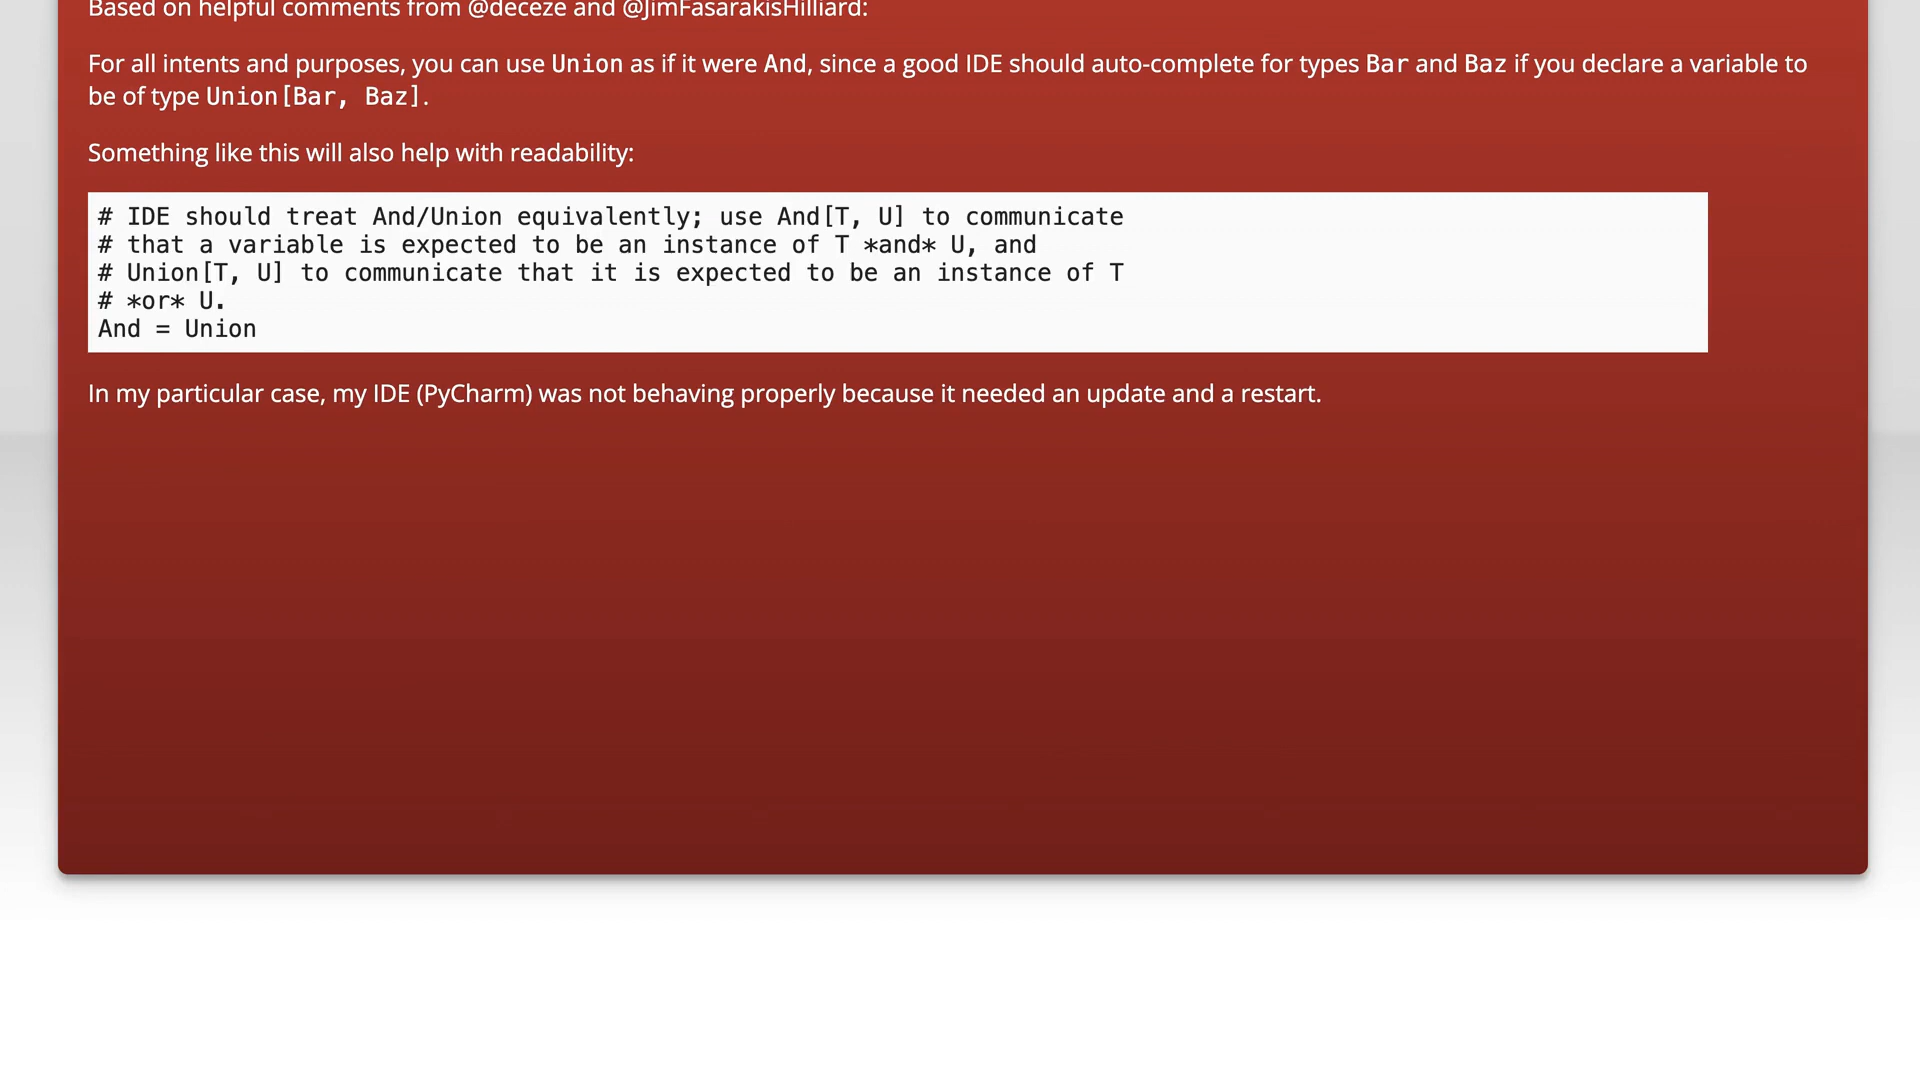 Based on helpful comments from @deceze and @JimFasarakisHilliard:
For all intents and purposes, you can use Union as if it were And, since a good IDE should auto-complete for types Bar and Baz if you declare a variable to
be of type Union[Bar, Baz].
Something like this will also help with readability:
# IDE should treat And/Union equivalently; use And[T, U] to communicate
# that a variable is expected to be an instance of T *and* U, and
# Union[T, U] to communicate that it is expected to be an instance of T
# *or* U.
And = Union
In my particular case, my IDE (PyCharm) was not behaving properly because it needed an update and a restart.